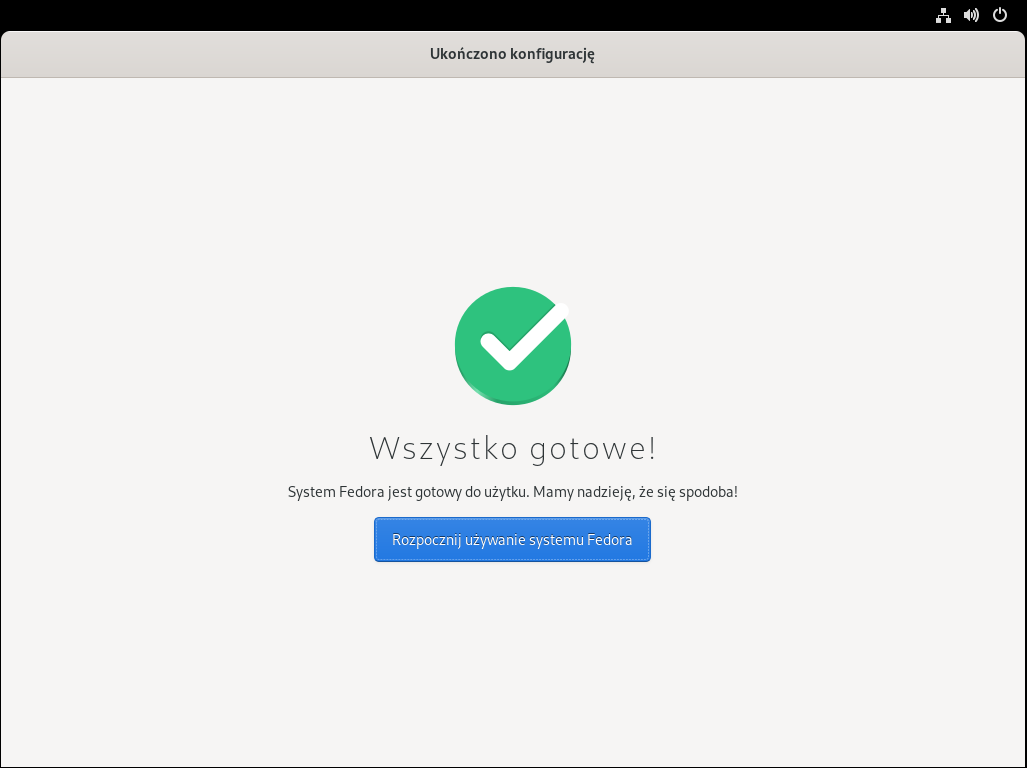 Ukończono konfigurację
Wszystko gotowe!
System Fedora jest gotowy do użytku. Mamy nadzieję, że się spodoba!
Rozpocznij używanie systemu Fedora